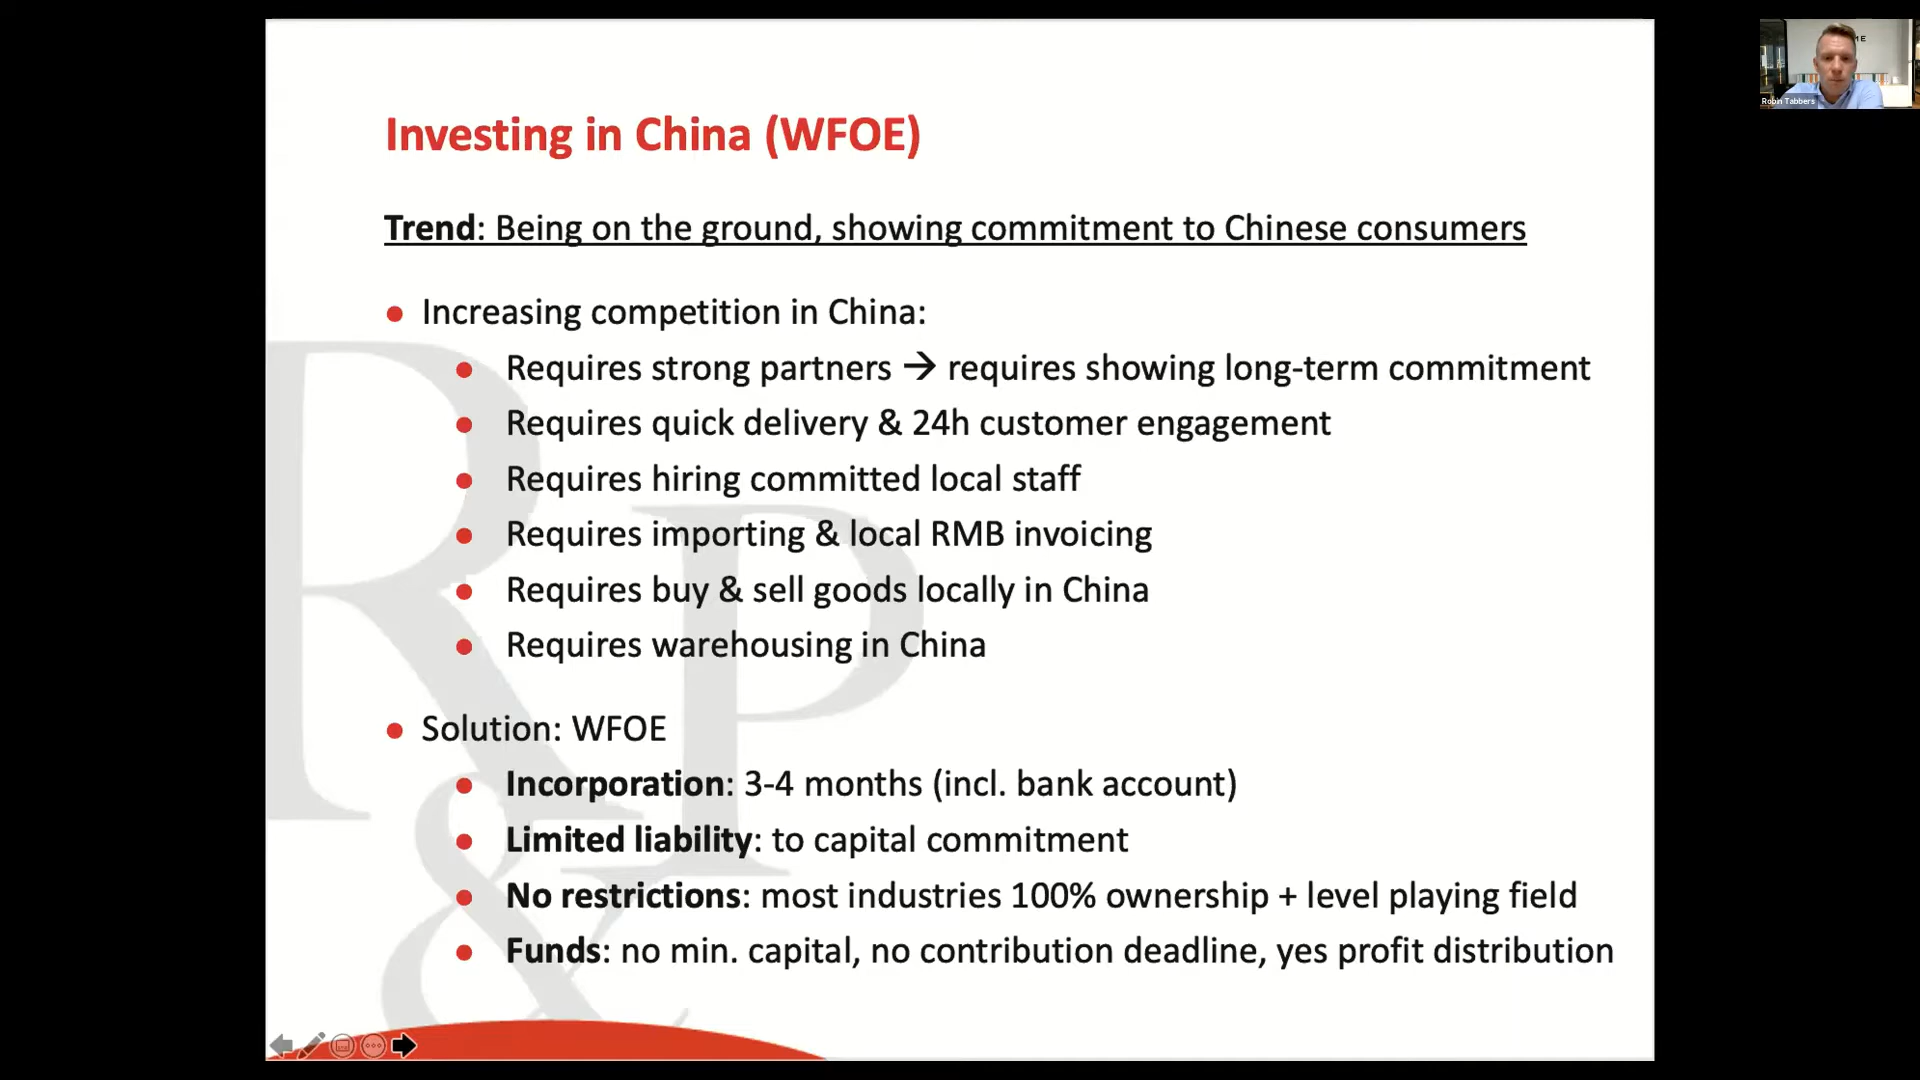 Investing in China (WFOE)
Trend: Being on the ground, showing commitment to Chinese consumers
● Increasing competition in China:
● Requires strong partners → requires showing long-term commitment
● Requires quick delivery & 24h customer engagement
● Requires hiring committed local staff
● Requires importing & local RMB invoicing
● Requires buy & sell goods locally in China
● Requires warehousing in China
● Solution: WFOE
● Incorporation: 3-4 months (incl. bank account)
● Limited liability: to capital commitment
● No restrictions: most industries 100% ownership + level playing field
● Funds: no min. capital, no contribution deadline, yes profit distribution
R&P
Robin Tabbers